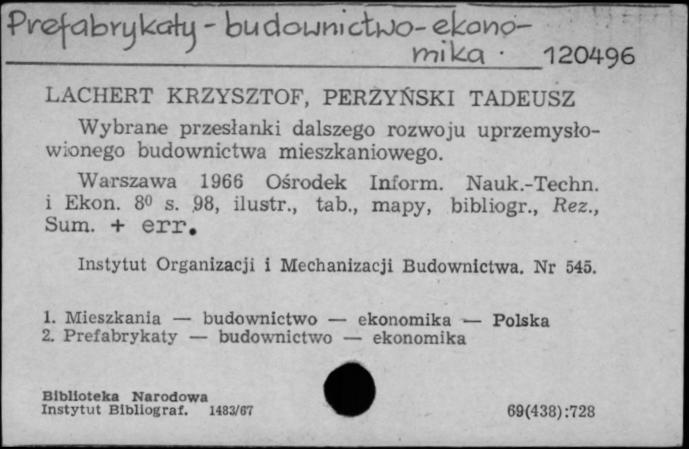 Prefabrykaty - budownictwo - ekono-
mika · 120496
LACHERT KRZYSZTOF, PERZYŃSKI TADEUSZ
Wybrane przesłanki dalszego rozwoju uprzemysło-
wionego budownictwa mieszkaniowego.
Warszawa 1966 Ośrodek Inform. Nauk.-Techn.
i Ekon. 8⁰ s. 98, ilustr., tab., mapy, bibliogr., Rez.,
Sum. + err.
Instytut Organizacji i Mechanizacji Budownictwa. Nr 545.
1. Mieszkania — budownictwo — ekonomika — Polska
2. Prefabrykaty — budownictwo — ekonomika
Biblioteka Narodowa
Instytut Bibliograf. 1483/67 69(438):728